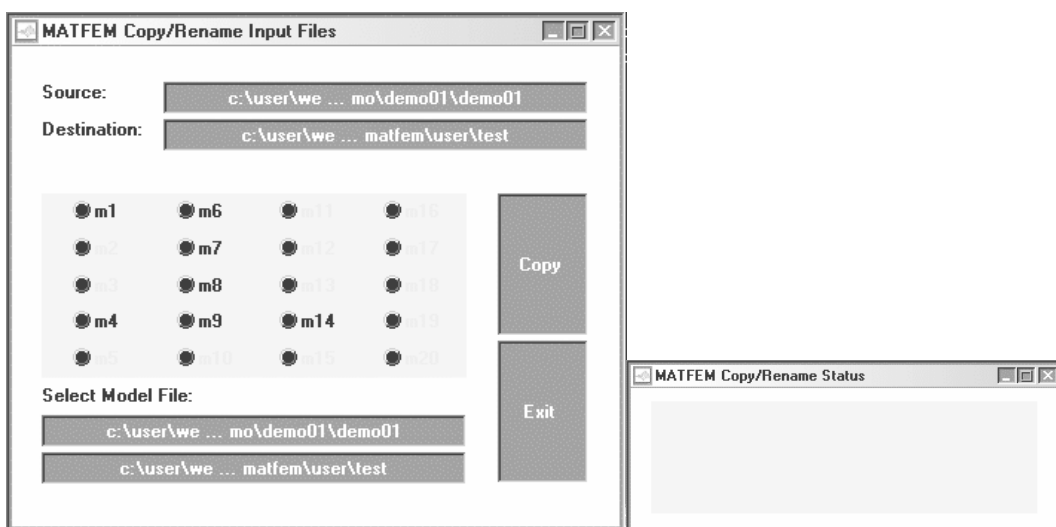 MATFEM Copy/Rename Input Files
Source: c:\user\we ... mo\demo01\demo01
Destination: c:\user\we ... matfem\user\test
m1 m6 m11 m16
m2 m7 m12 m17
m3 m8 m13 m18
m4 m9 m14 m19
m5 m10 m15 m20
Copy
Select Model File:
c:\user\we ... mo\demo01\demo01
c:\user\we ... matfem\user\test
Exit
MATFEM Copy/Rename Status